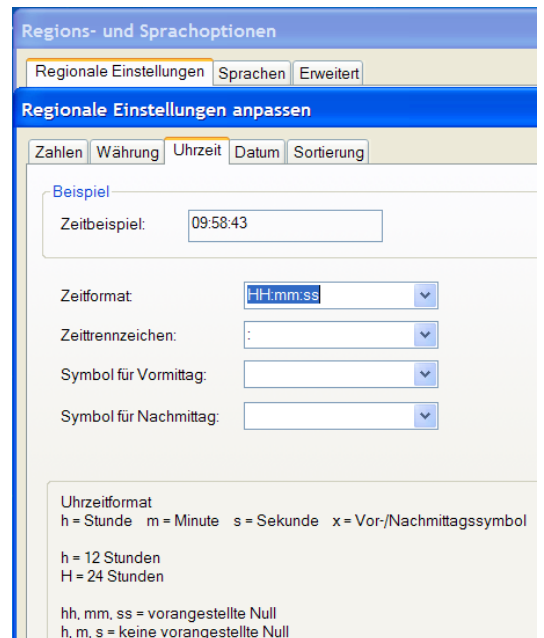 Regions- und Sprachoptionen
Regionale Einstellungen Sprachen Erweitert
Regionale Einstellungen anpassen
Zahlen Währung Uhrzeit Datum Sortierung
Beispiel
Zeitbeispiel: 09:58:43
Zeitformat: HH:mm:ss
Zeittrennzeichen: :
Symbol für Vormittag:
Symbol für Nachmittag:
Uhrzeitformat
h = Stunde m = Minute s = Sekunde x = Vor-/Nachmittagssymbol
h = 12 Stunden
H = 24 Stunden
hh, mm, ss = vorangestellte Null
h, m, s = keine vorangestellte Null